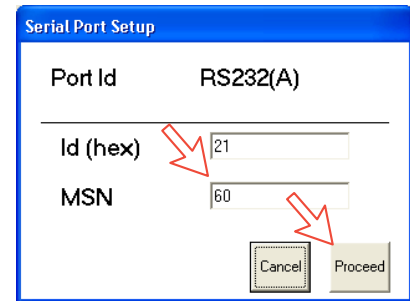 Serial Port Setup
Port Id RS232(A)
Id (hex) 21
MSN 60
Cancel Proceed